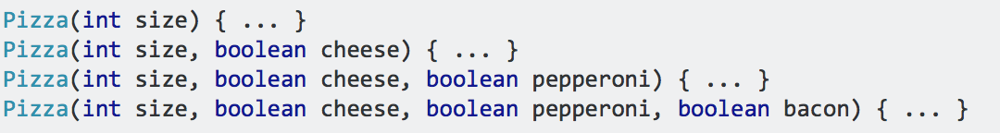 Pizza(int size) { ... }
Pizza(int size, boolean cheese) { ... }
Pizza(int size, boolean cheese, boolean pepperoni) { ... }
Pizza(int size, boolean cheese, boolean pepperoni, boolean bacon) { ... }